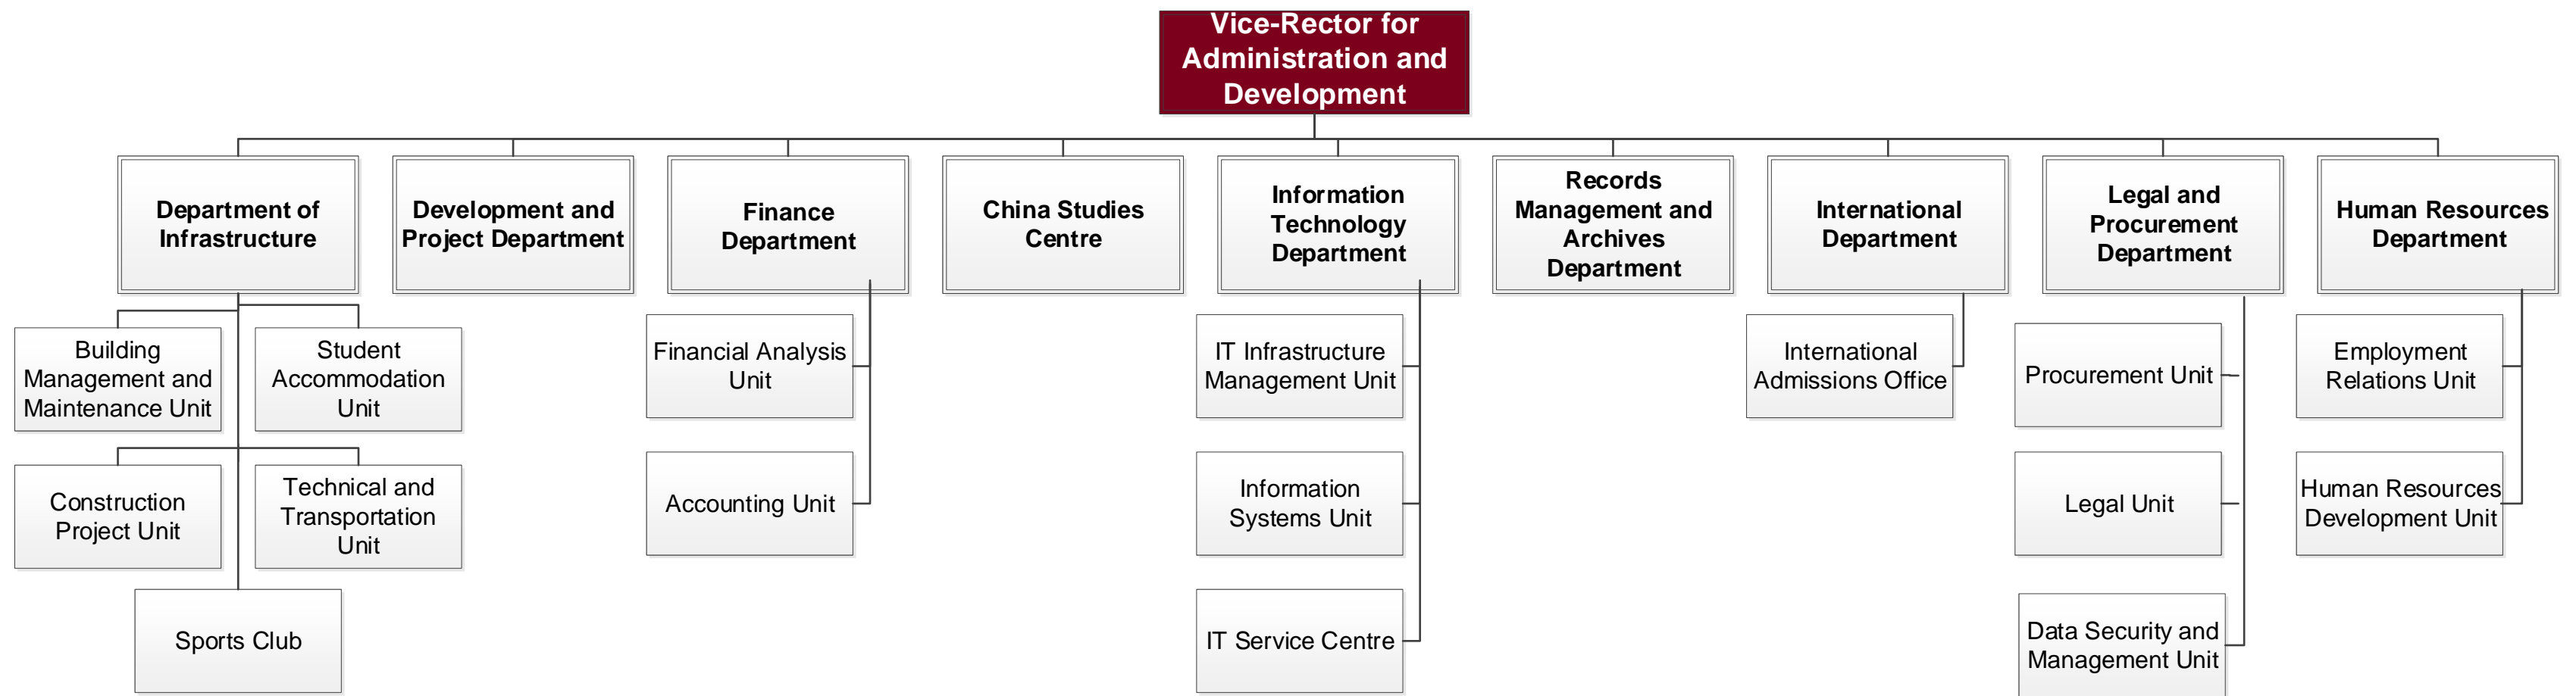 Vice-Rector for
Administration and
Development
Department of
Infrastructure
Development and
Project Department
Finance
Department
China Studies
Centre
Information
Technology
Department
Records
Management and
Archives
Department
International
Department
Legal and
Procurement
Department
Human Resources
Department
Building
Management and
Maintenance Unit
Student
Accommodation
Unit
Financial Analysis
Unit
IT Infrastructure
Management Unit
International
Admissions Office
Procurement Unit
Employment
Relations Unit
Construction
Project Unit
Technical and
Transportation
Unit
Accounting Unit
Information
Systems Unit
Legal Unit
Human Resources
Development Unit
Sports Club
IT Service Centre
Data Security and
Management Unit